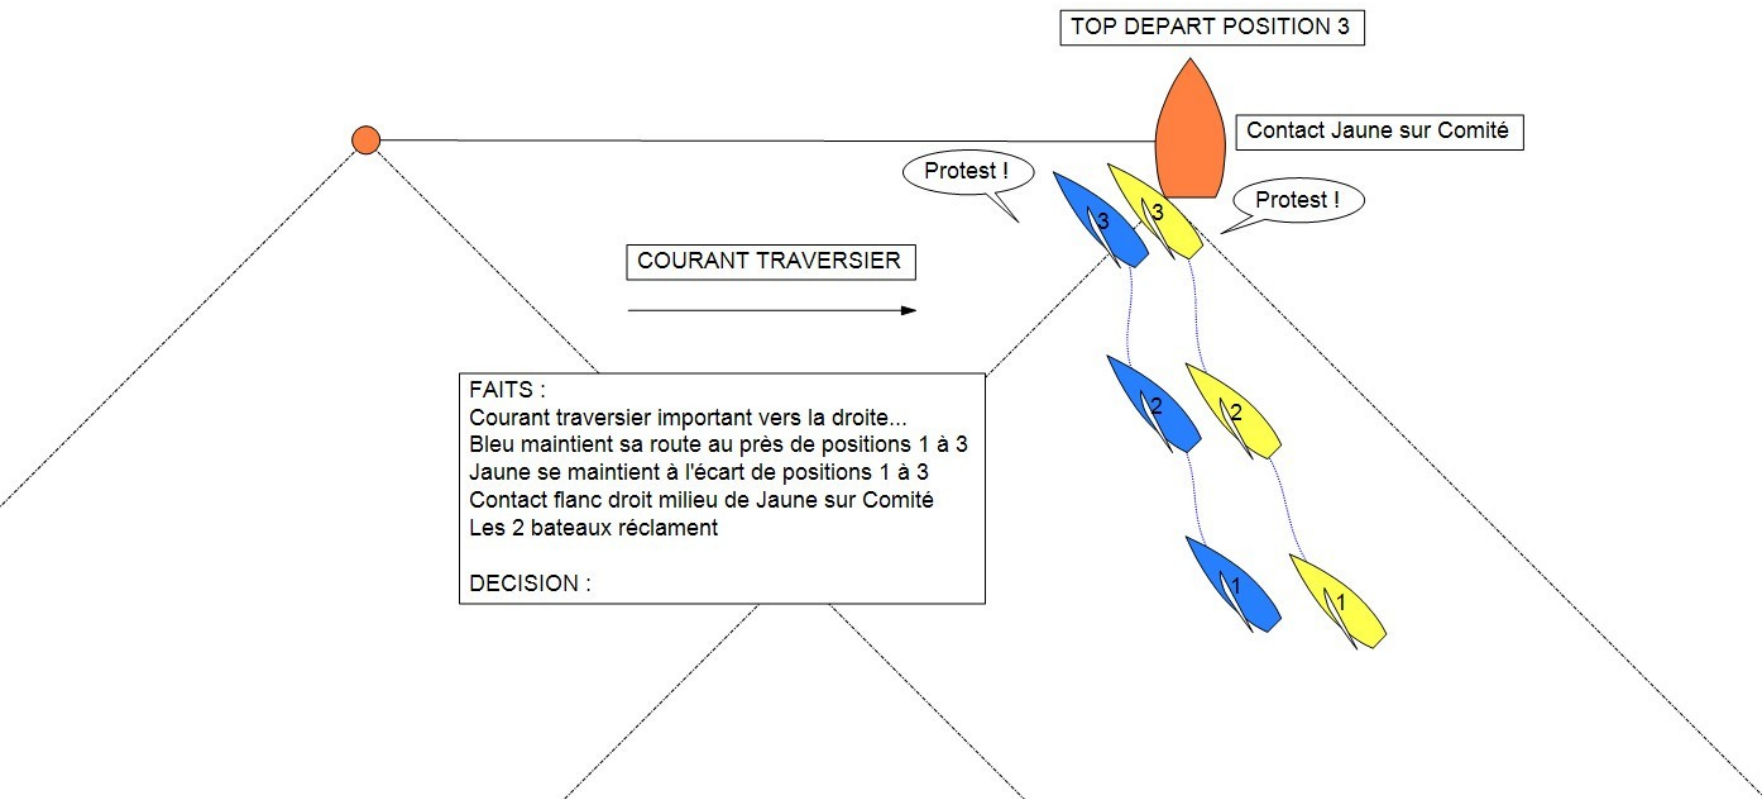 TOP DEPART POSITION 3
Contact Jaune sur Comité
Protest !
Protest !
3
3
COURANT TRAVERSIER
FAITS :
Courant traversier important vers la droite...
Bleu maintient sa route au près de positions 1 à 3
Jaune se maintient à l'écart de positions 1 à 3
Contact flanc droit milieu de Jaune sur Comité
Les 2 bateaux réclament
DECISION :
2
2
1
1